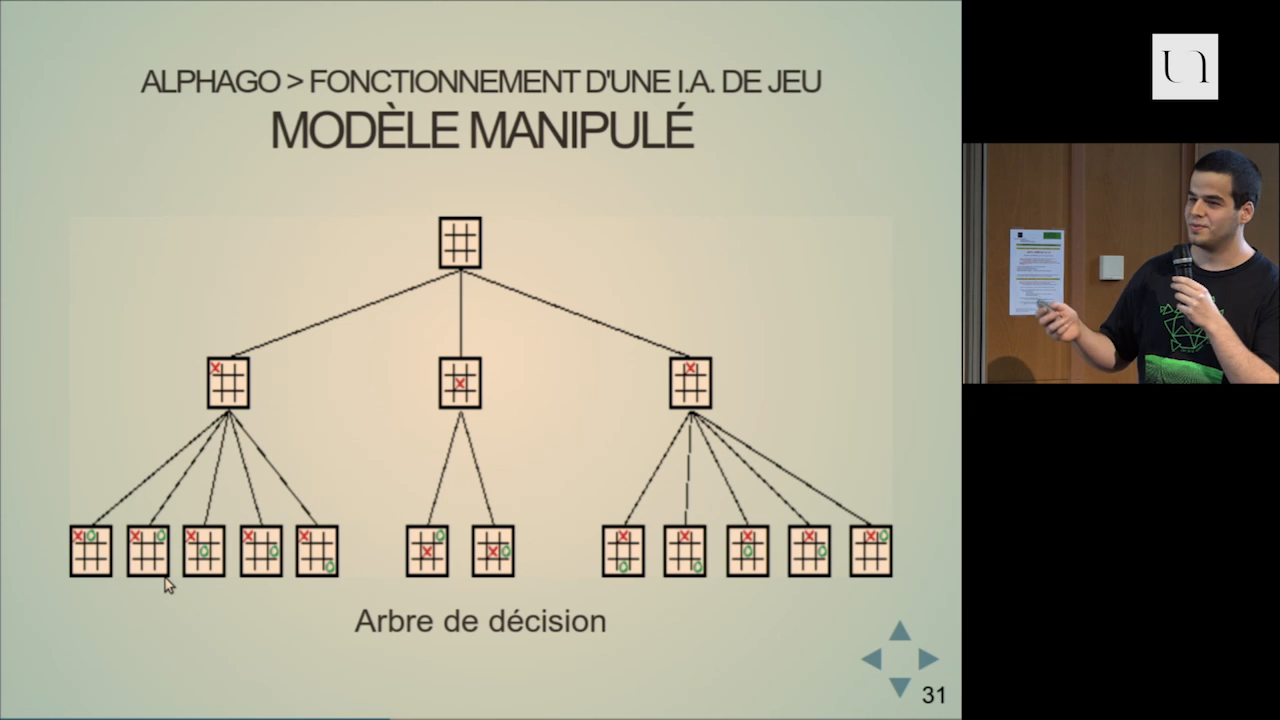 ALPHAGO > FONCTIONNEMENT D'UNE I.A. DE JEU
MODÈLE MANIPULÉ
Arbre de décision
31